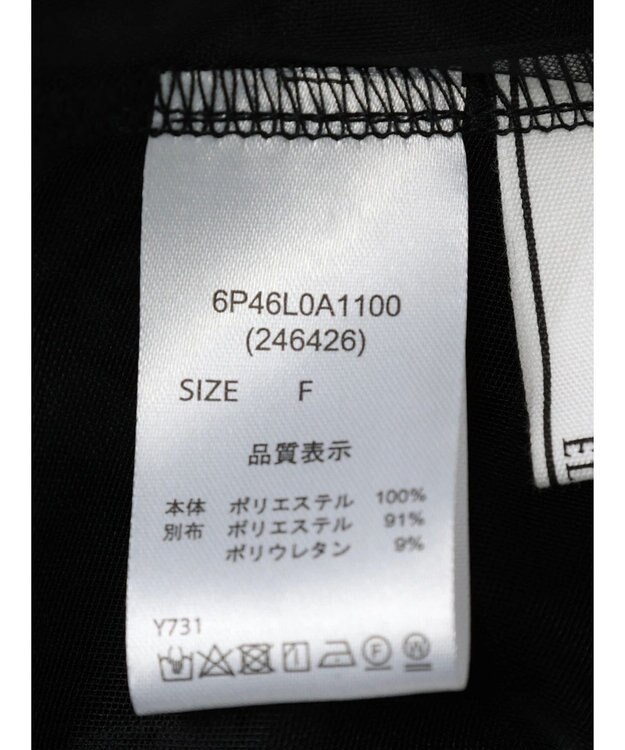 6P46L0A1100
(246426)
SIZE F
品質表示
本体 ポリエステル 100%
別布 ポリエステル 91%
ポリウレタン 9%
Y731
F
W
EL